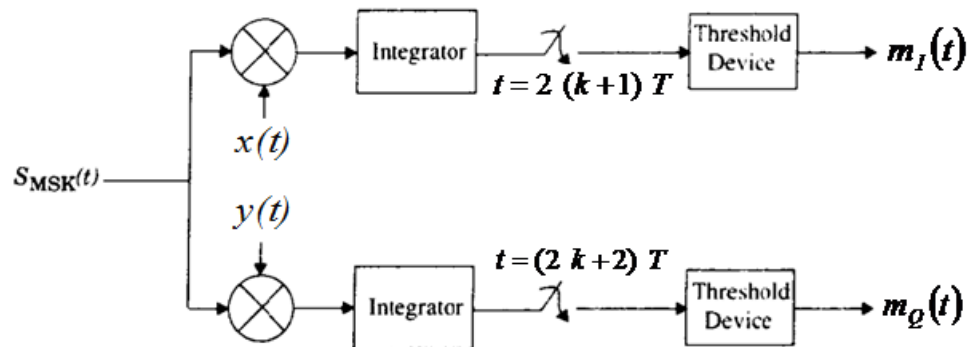 Integrator
t = 2 (k+1) T
Threshold
Device
m_I(t)
x(t)
S_MSK(t)
y(t)
Integrator
t = (2 k+2) T
Threshold
Device
m_Q(t)